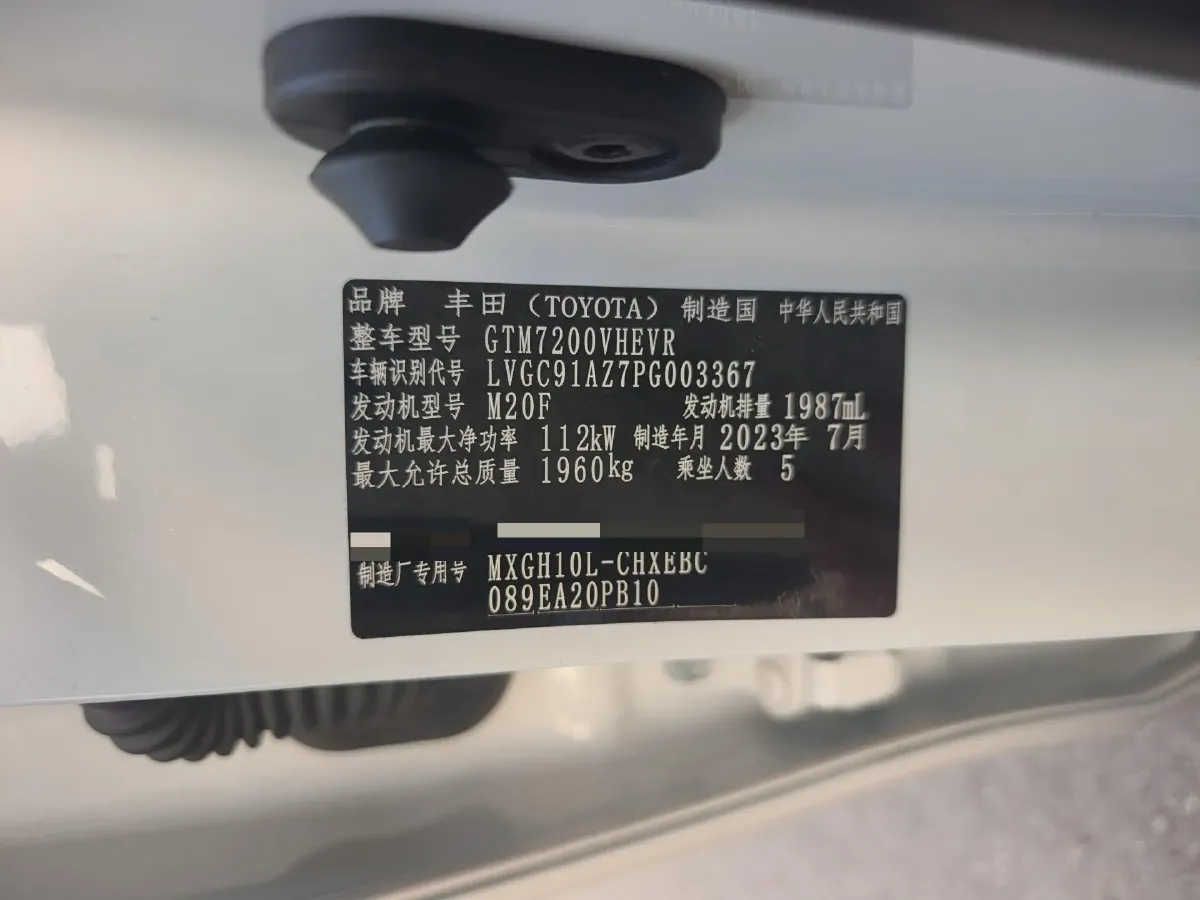 品牌 丰田（TOYOTA） 制造国 中华人民共和国
整车型号 GTM7200VHEVR
车辆识别代号 LVGC91AZ7PG003367
发动机型号 M20F 发动机排量 1987mL
发动机最大净功率 112kW 制造年月 2023年 7月
最大允许总质量 1960kg 乘坐人数 5
制造厂专用号 MXGH10L-CHXEBC
089EA20PB10